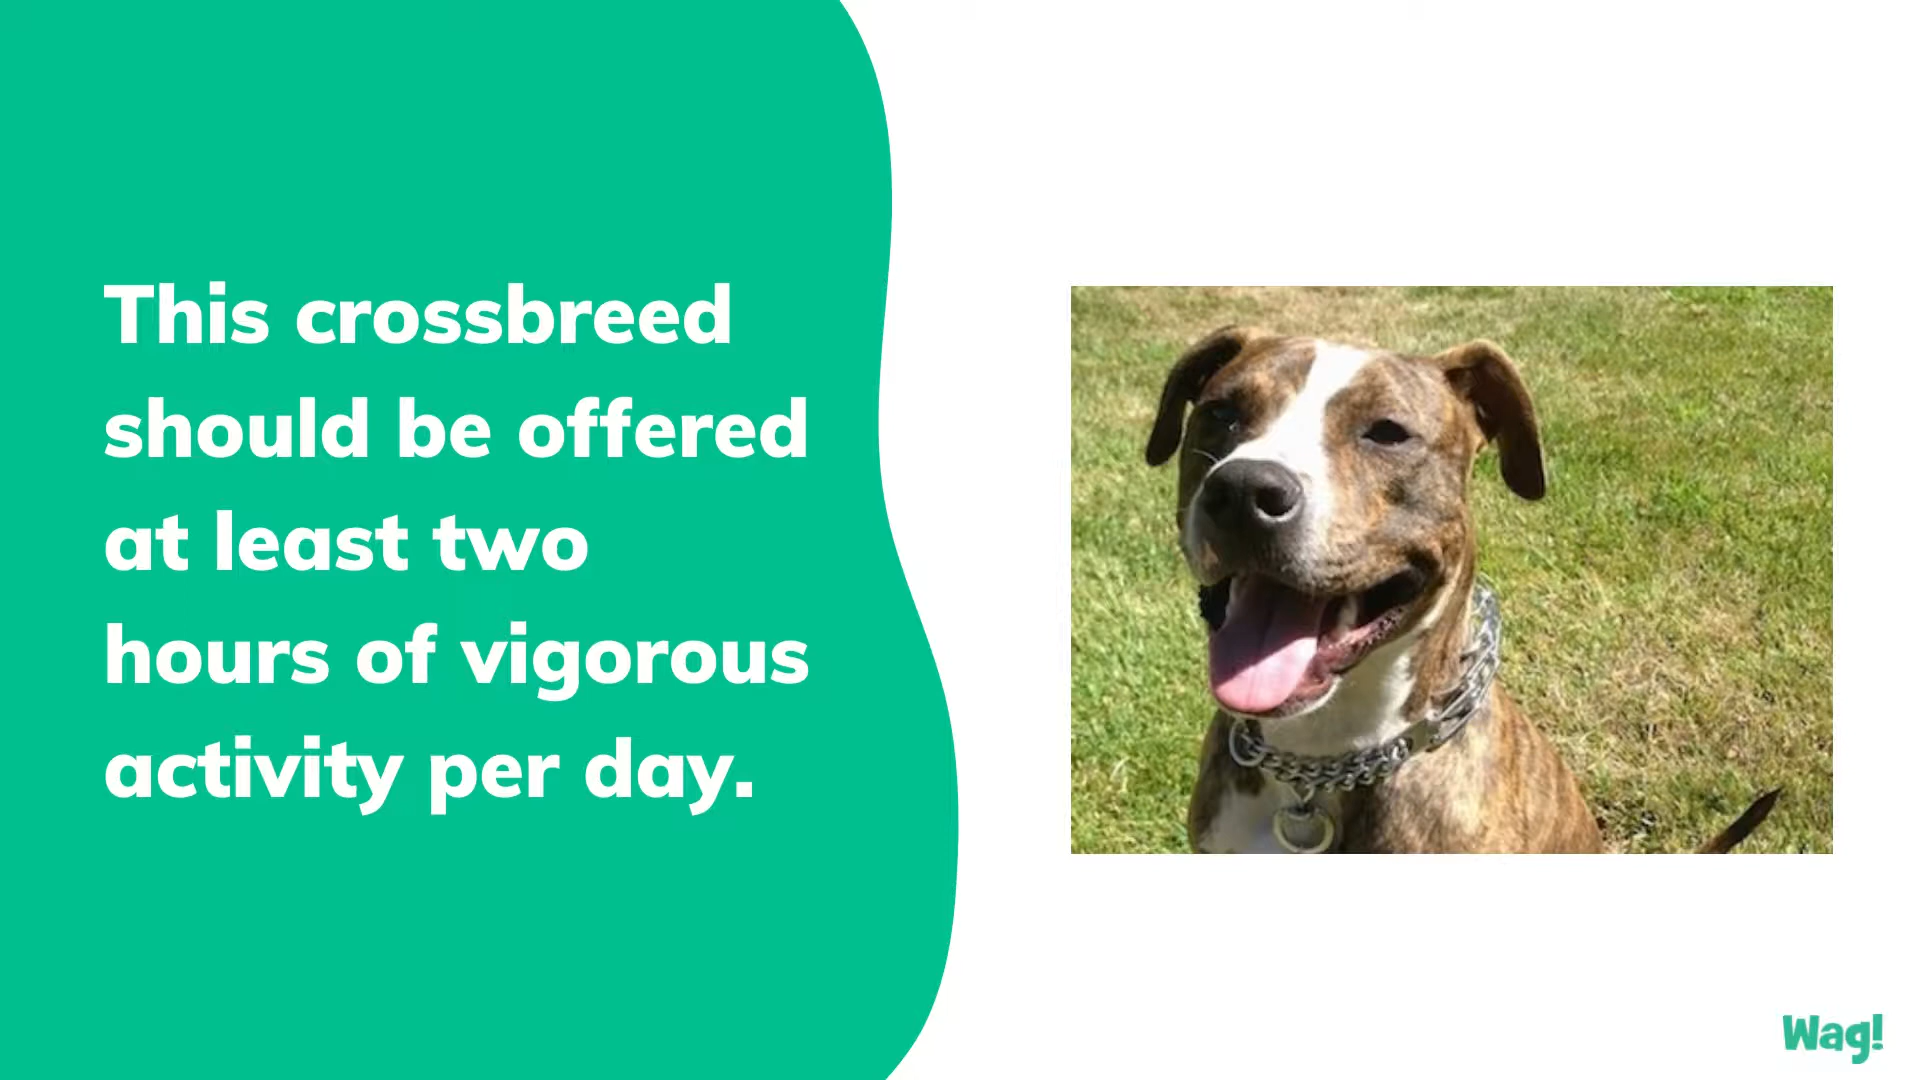 This crossbreed
should be offered
at least two
hours of vigorous
activity per day.
Wag!